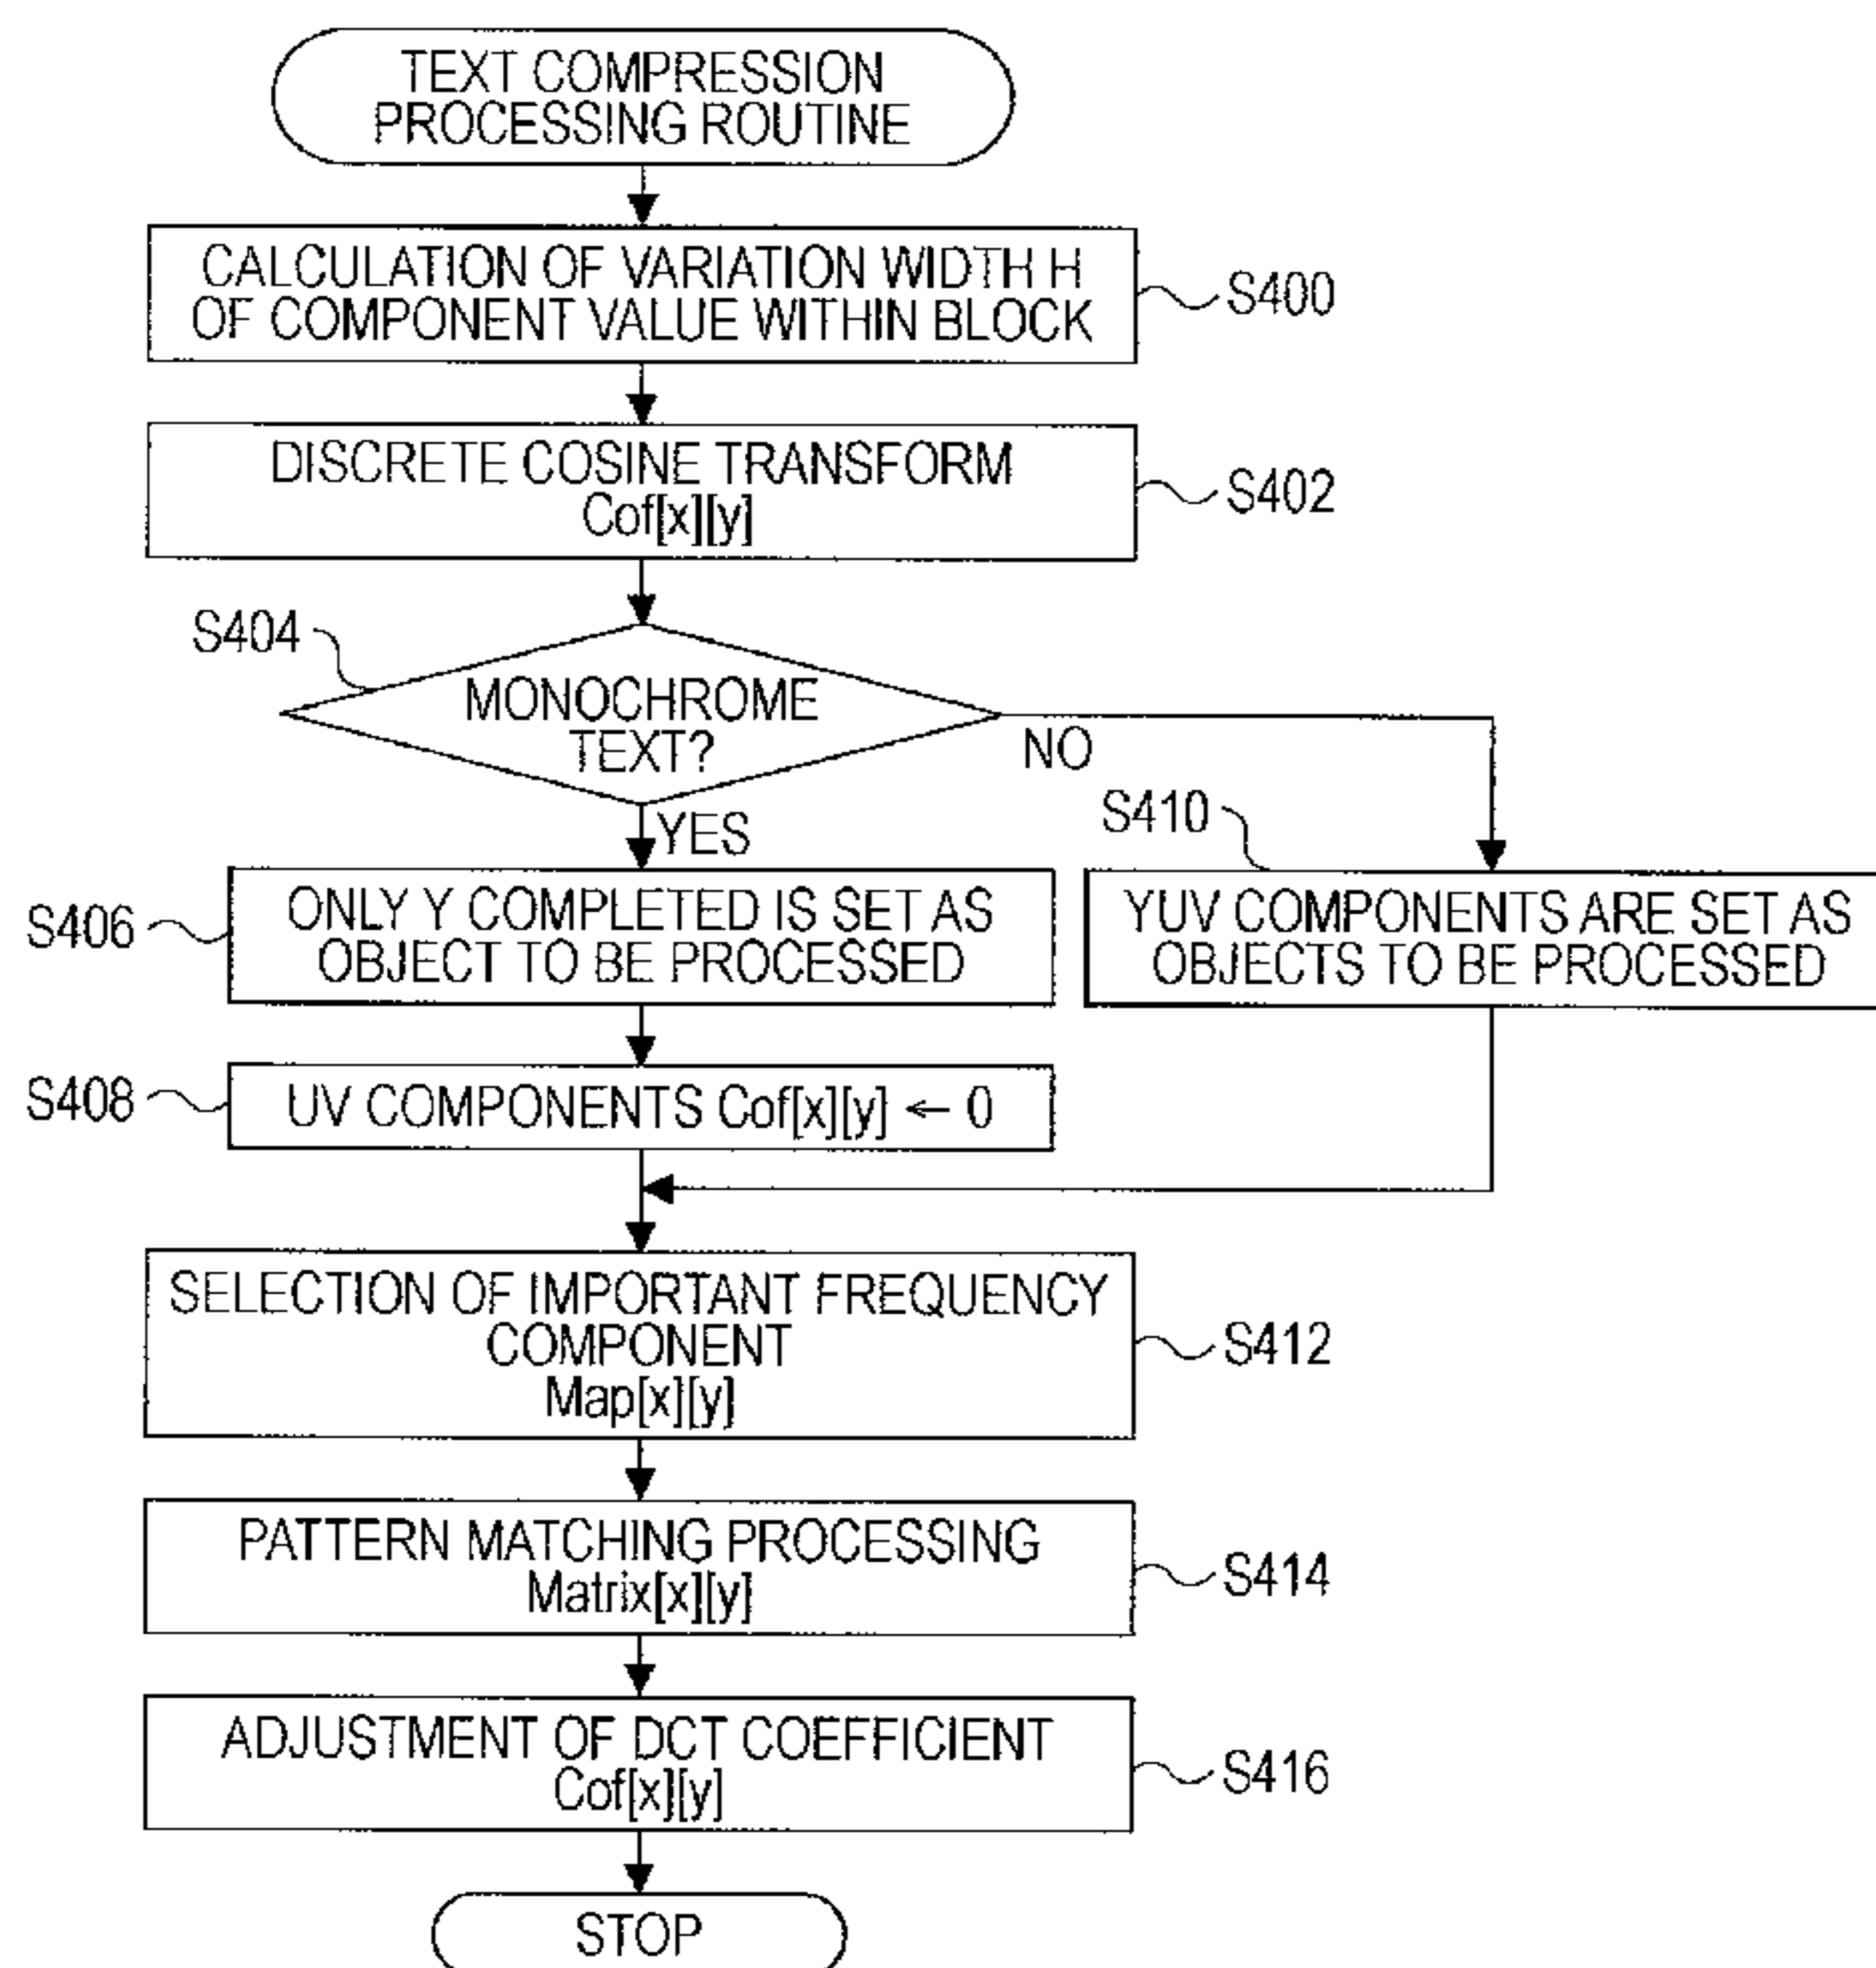 TEXT COMPRESSION
PROCESSING ROUTINE
CALCULATION OF VARIATION WIDTH H
OF COMPONENT VALUE WITHIN BLOCK
S400
DISCRETE COSINE TRANSFORM
Cof[x][y]
S402
S404
MONOCHROME
TEXT?
NO
YES
S410
S406
ONLY Y COMPLETED IS SET AS
OBJECT TO BE PROCESSED
YUV COMPONENTS ARE SET AS
OBJECTS TO BE PROCESSED
S408
UV COMPONENTS Cof[x][y] ← 0
SELECTION OF IMPORTANT FREQUENCY
COMPONENT
Map[x][y]
S412
PATTERN MATCHING PROCESSING
Matrix[x][y]
S414
ADJUSTMENT OF DCT COEFFICIENT
Cof[x][y]
S416
STOP